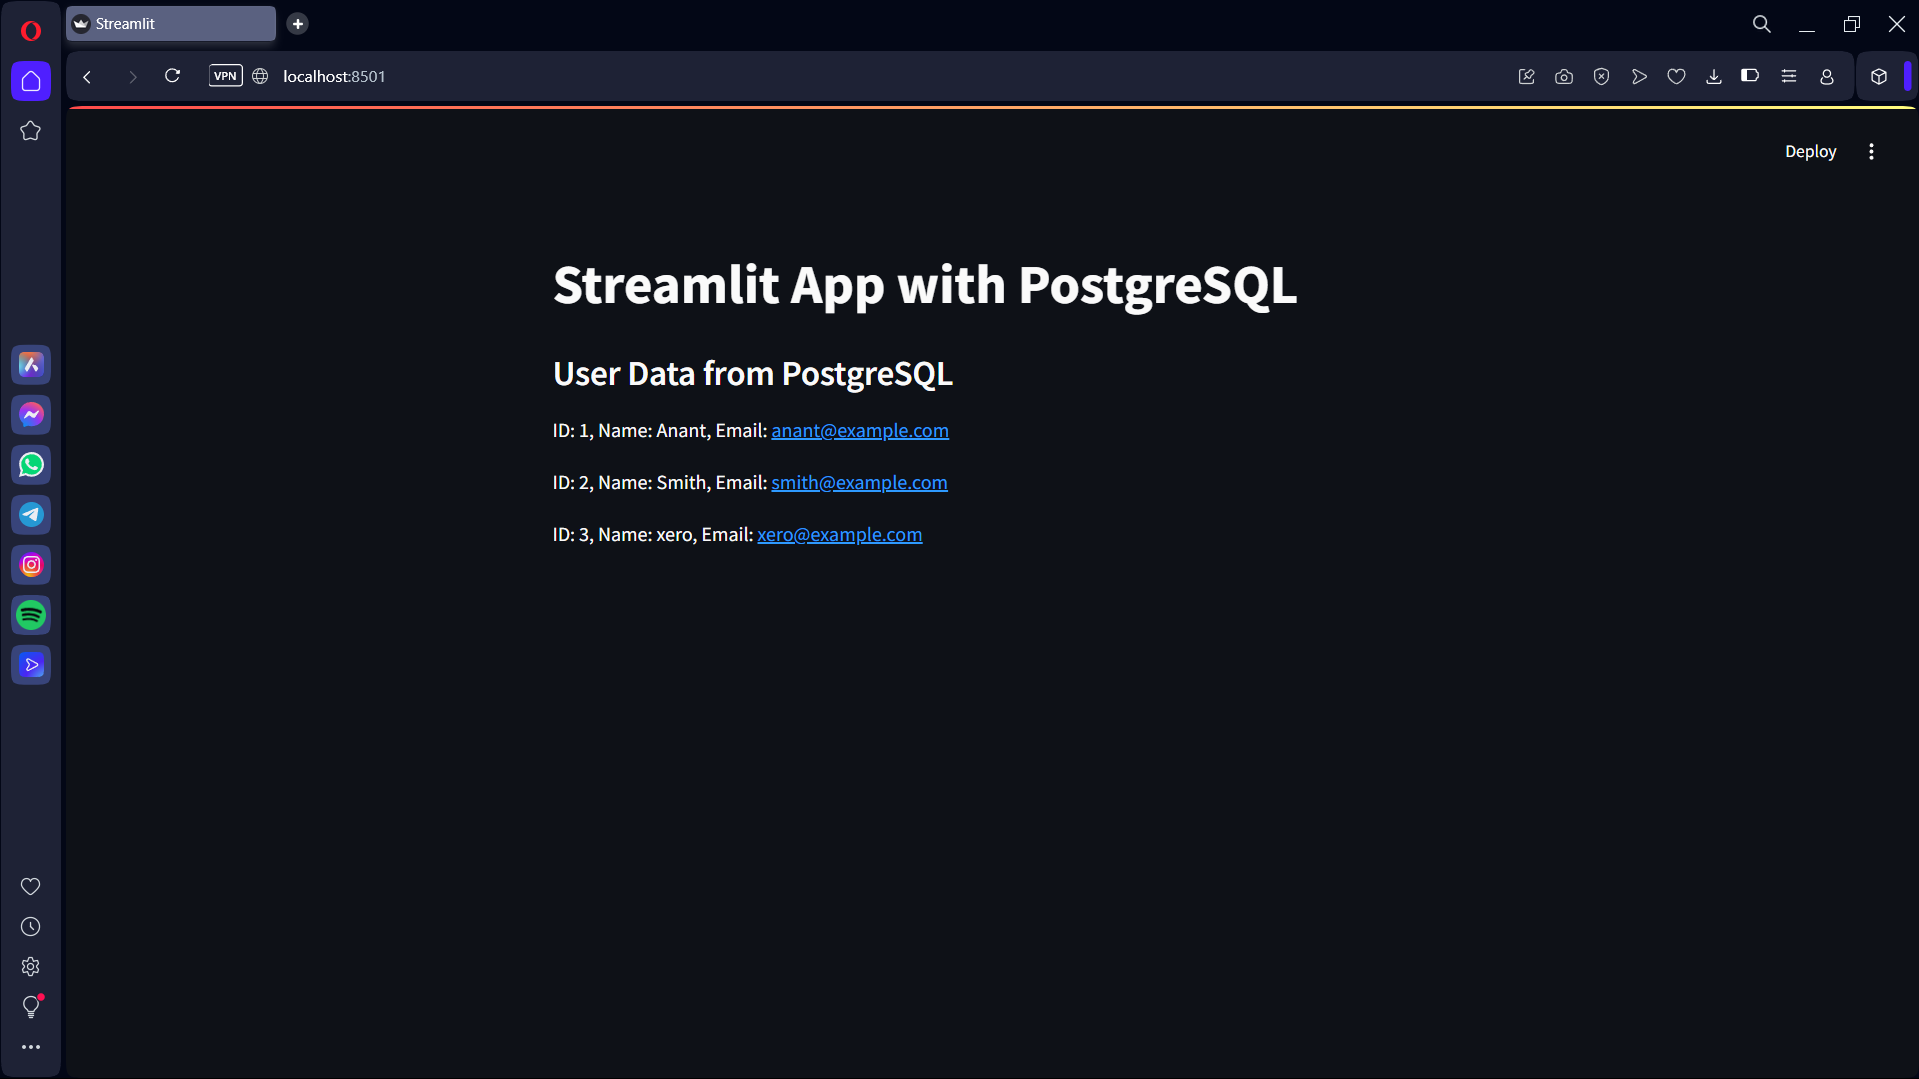 Streamlit
VPN
localhost:8501
Deploy
Streamlit App with PostgreSQL
User Data from PostgreSQL
ID: 1, Name: Anant, Email: anant@example.com
ID: 2, Name: Smith, Email: smith@example.com
ID: 3, Name: xero, Email: xero@example.com